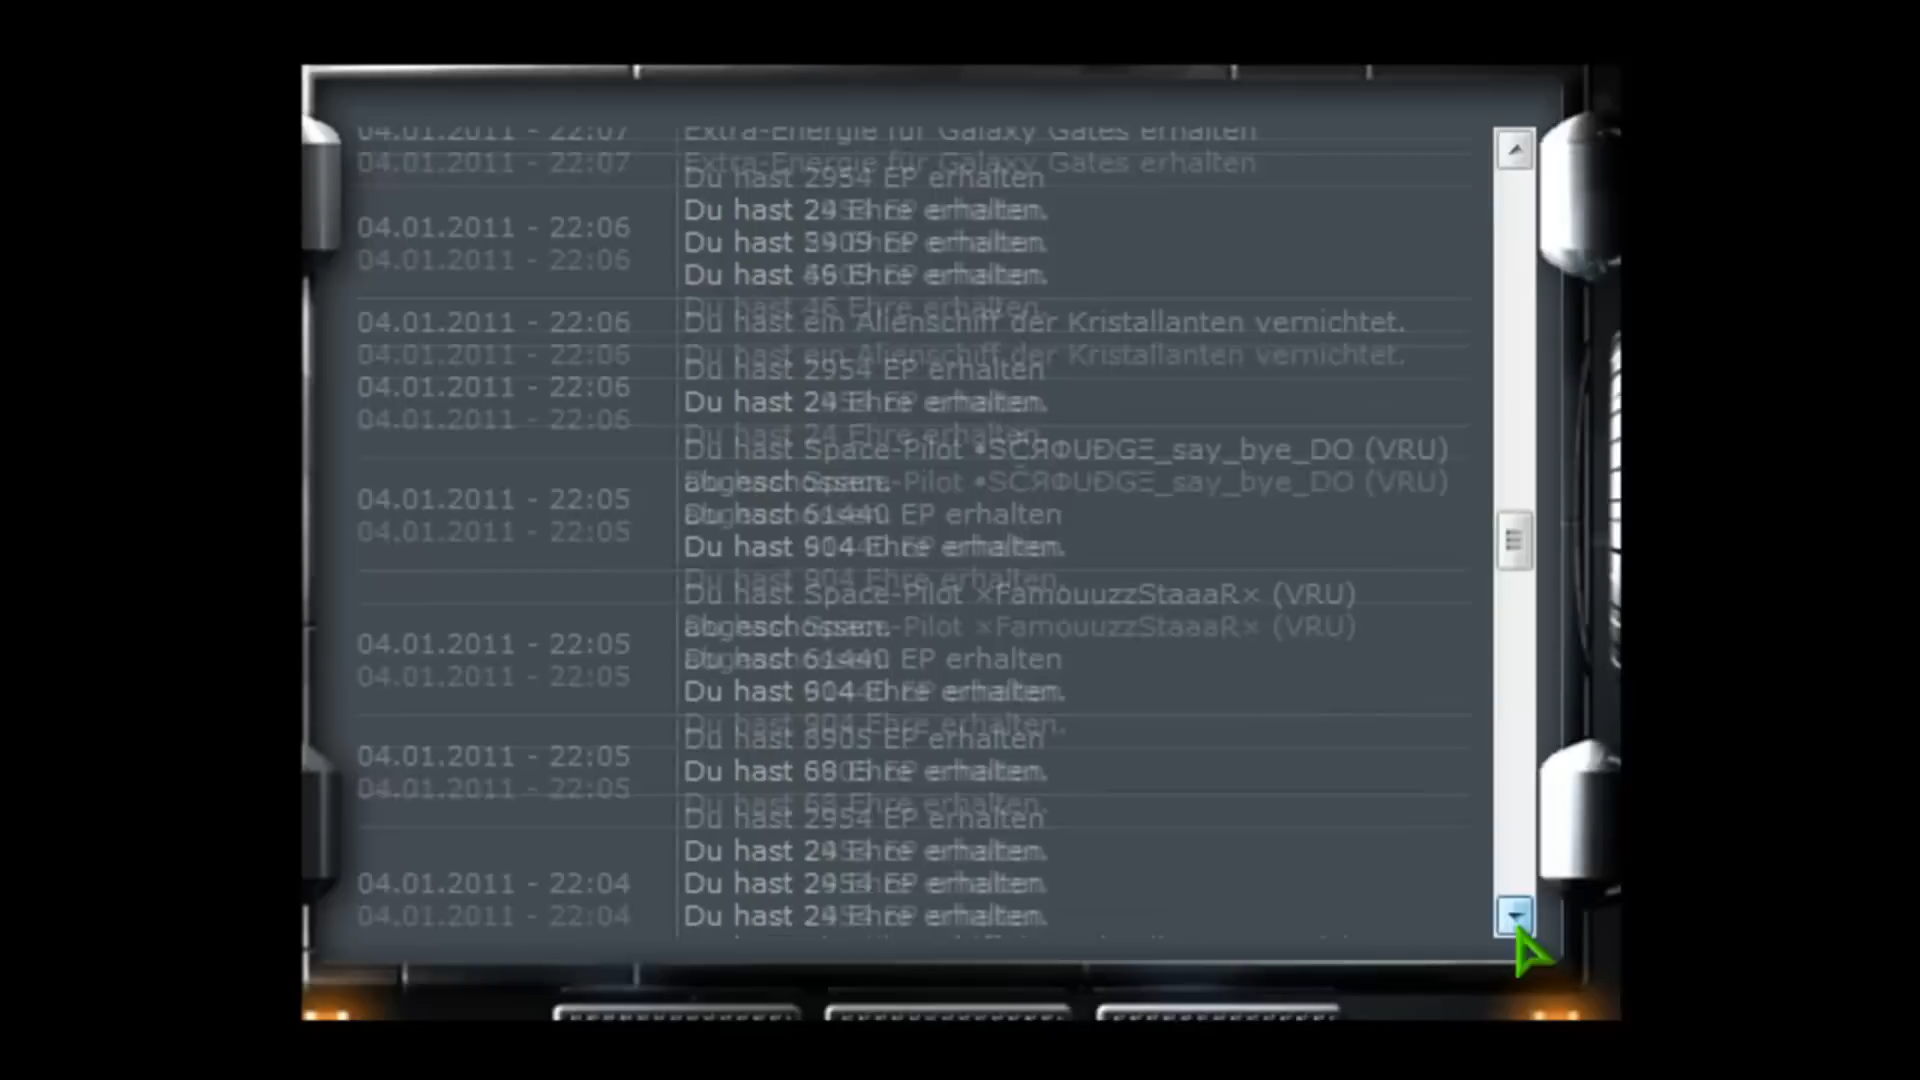 04.01.2011 - 22:07 Extra-Energie für Galaxy Gates erhalten
04.01.2011 - 22:07 Extra-Energie für Galaxy Gates erhalten
Du hast 2954 EP erhalten
Du hast 24 Ehre erhalten.
04.01.2011 - 22:06
Du hast Ehre erhalten.
04.01.2011 - 22:06
Du hast 46 Ehre erhalten.
Du hast 46 Ehre erhalten.
04.01.2011 - 22:06 Du hast ein Alienschiff der Kristallanten vernichtet.
04.01.2011 - 22:06 Du hast ein Alienschiff der Kristallanten vernichtet.
Du hast 2954 EP erhalten
04.01.2011 - 22:06
Du hast 24 Ehre erhalten.
04.01.2011 - 22:06
Du hast 24 Ehre erhalten.
Du hast Space-Pilot •SČЯΦUÐGΞ_say_bye_DO (VRU)
abgeschossen.
Space-Pilot •SČЯΦUÐGΞ_say_bye_DO (VRU)
04.01.2011 - 22:05
Du hast 61440 EP erhalten
04.01.2011 - 22:05
Du hast 904 Ehre erhalten.
Du hast 904 Ehre erhalten.
Du hast Space-Pilot ×FamouuzzStaaaR× (VRU)
abgeschossen.
Space-Pilot ×FamouuzzStaaaR× (VRU)
04.01.2011 - 22:05
Du hast 61440 EP erhalten
04.01.2011 - 22:05
Du hast 904 Ehre erhalten.
Du hast 904 Ehre erhalten.
Du hast 6905 EP erhalten
04.01.2011 - 22:05
Du hast 68 Ehre erhalten.
04.01.2011 - 22:05
Du hast 68 Ehre erhalten.
Du hast 2954 EP erhalten
Du hast 24 Ehre erhalten.
04.01.2011 - 22:04 Du hast 2954 EP erhalten
04.01.2011 - 22:04 Du hast 24 Ehre erhalten.